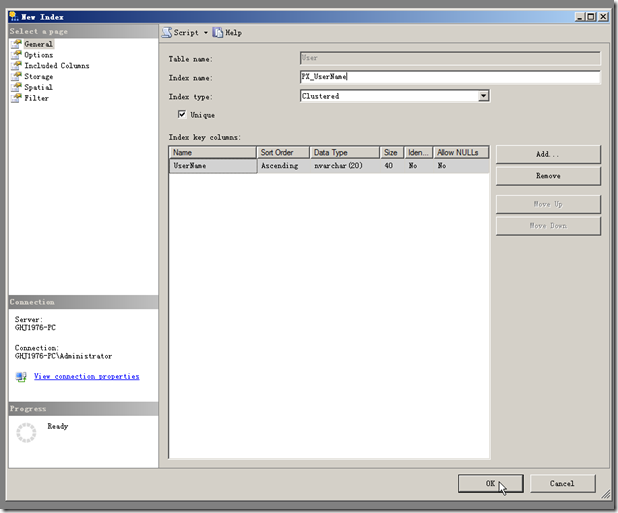 New Index
Select a page
General
Options
Included Columns
Storage
Spatial
Filter
Script Help
Table name: User
Index name: PX_UserName
Index type: Clustered
Unique
Index key columns:
Name Sort Order Data Type Size Iden... Allow NULLs
UserName Ascending nvarchar(20) 40 No No
Add...
Remove
Move Up
Move Down
Connection
Server:
GHJ1976-PC
Connection:
GHJ1976-PC\Administrator
View connection properties
Progress
Ready
OK Cancel